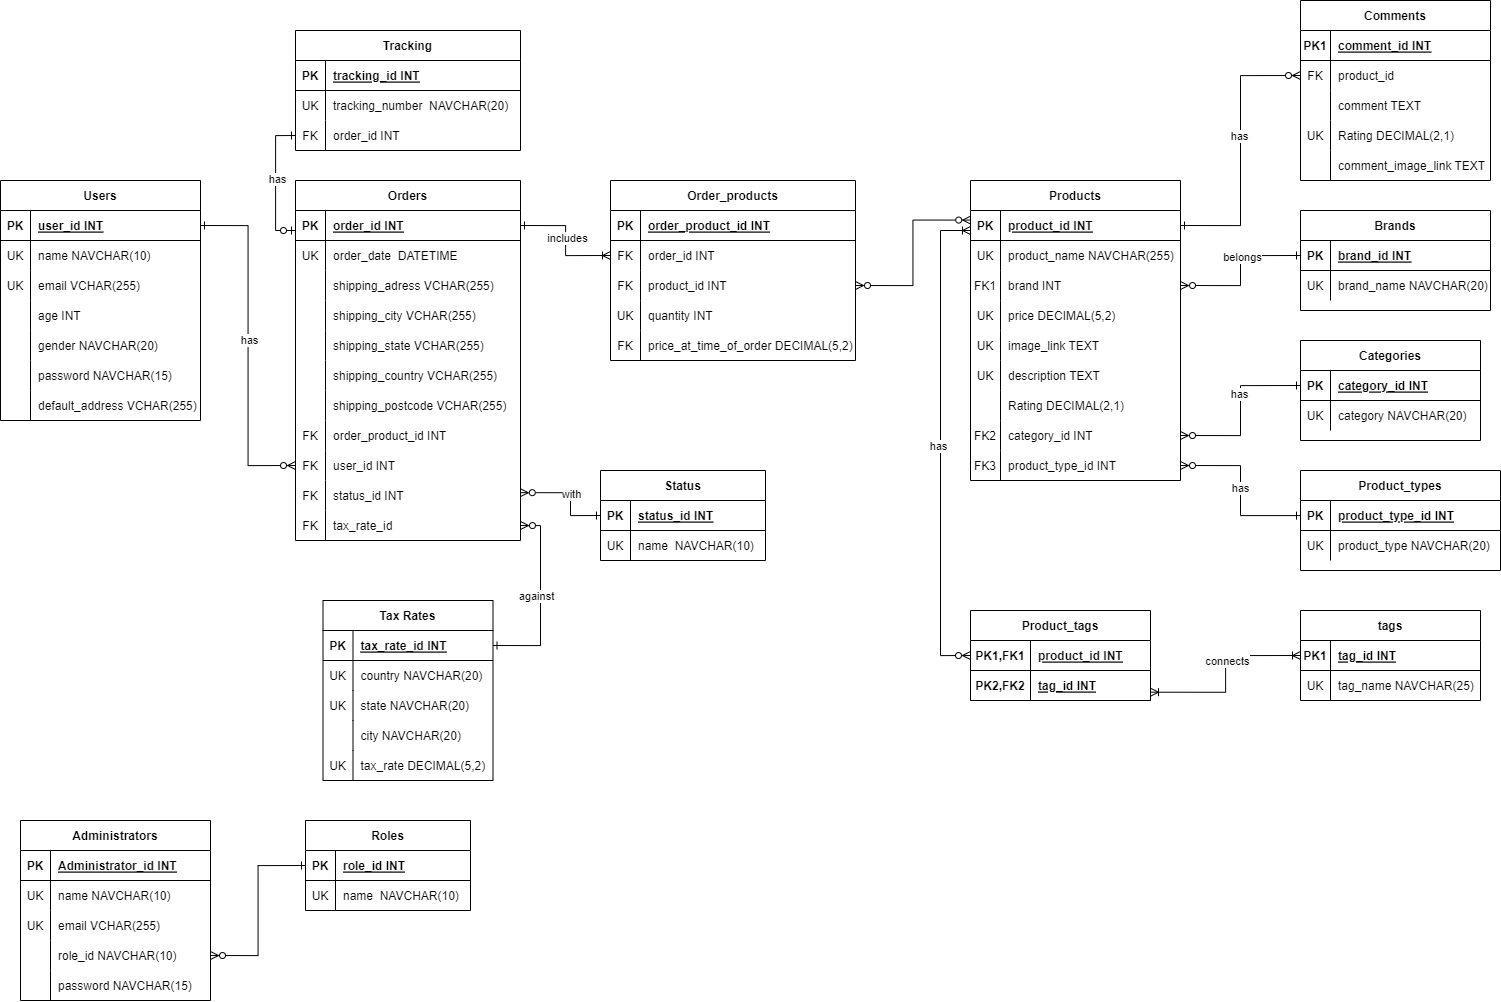 Tracking
PK tracking_id INT
UK tracking_number NAVCHAR(20)
FK order_id INT
has
Users
PK user_id INT
UK name NAVCHAR(10)
UK email VCHAR(255)
age INT
gender NAVCHAR(20)
password NAVCHAR(15)
default_address VCHAR(255)
has
Orders
PK order_id INT
UK order_date DATETIME
shipping_adress VCHAR(255)
shipping_city VCHAR(255)
shipping_state VCHAR(255)
shipping_country VCHAR(255)
shipping_postcode VCHAR(255)
FK order_product_id INT
FK user_id INT
FK status_id INT
FK tax_rate_id
includes
Order_products
PK order_product_id INT
FK order_id INT
FK product_id INT
UK quantity INT
FK price_at_time_of_order DECIMAL(5,2)
Products
PK product_id INT
UK product_name NAVCHAR(255)
FK1 brand INT
UK price DECIMAL(5,2)
UK image_link TEXT
UK description TEXT
Rating DECIMAL(2,1)
FK2 category_id INT
FK3 product_type_id INT
has
Comments
PK1 comment_id INT
FK product_id
comment TEXT
UK Rating DECIMAL(2,1)
comment_image_link TEXT
belongs
Brands
PK brand_id INT
UK brand_name NAVCHAR(20)
has
Categories
PK category_id INT
UK category NAVCHAR(20)
has
Product_types
PK product_type_id INT
UK product_type NAVCHAR(20)
has
with
Status
PK status_id INT
UK name NAVCHAR(10)
against
Tax Rates
PK tax_rate_id INT
UK country NAVCHAR(20)
UK state NAVCHAR(20)
city NAVCHAR(20)
UK tax_rate DECIMAL(5,2)
Product_tags
PK1,FK1 product_id INT
PK2,FK2 tag_id INT
connects
tags
PK1 tag_id INT
UK tag_name NAVCHAR(25)
Administrators
PK Administrator_id INT
UK name NAVCHAR(10)
UK email VCHAR(255)
role_id NAVCHAR(10)
password NAVCHAR(15)
Roles
PK role_id INT
UK name NAVCHAR(10)